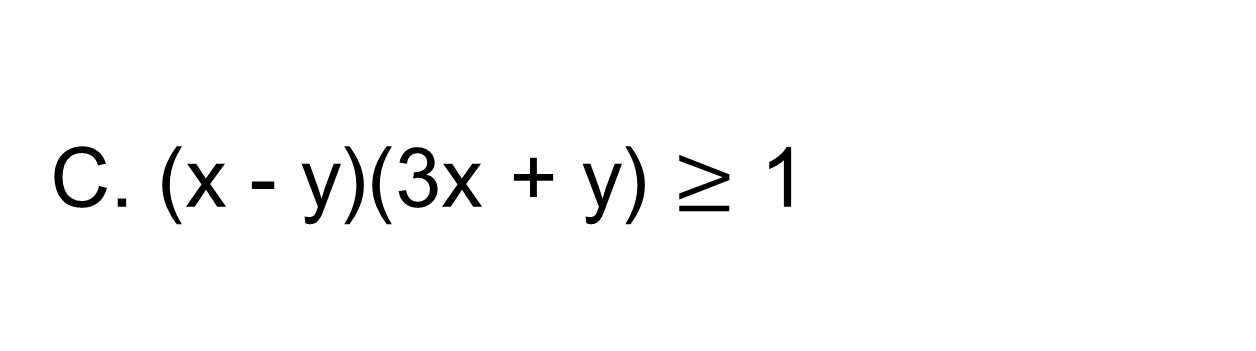 C. (x - y)(3x + y) ≥ 1